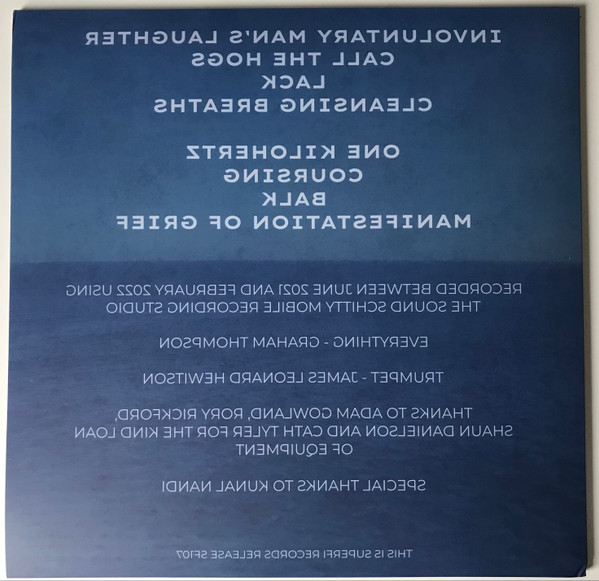 INVOLUNTARY MAN'S LAUGHTER
CALL THE HOGS
LACK
CLEANSING BREATHS
ONE KILOHERTZ
COURSING
BALK
MANIFESTATION OF GRIEF
RECORDED BETWEEN JUNE 2021 AND FEBRUARY 2022 USING
THE SOUND SCHITTY MOBILE RECORDING STUDIO
EVERYTHING - GRAHAM THOMPSON
TRUMPET - JAMES LEONARD HEWITSON
THANKS TO ADAM GOWLAND, RORY RICKFORD,
SHAUN DANIELSON AND CATH TYLER FOR THE KIND LOAN
OF EQUIPMENT
SPECIAL THANKS TO KUNAL NANDI
THIS IS SUPERFI RECORDS RELEASE SF107